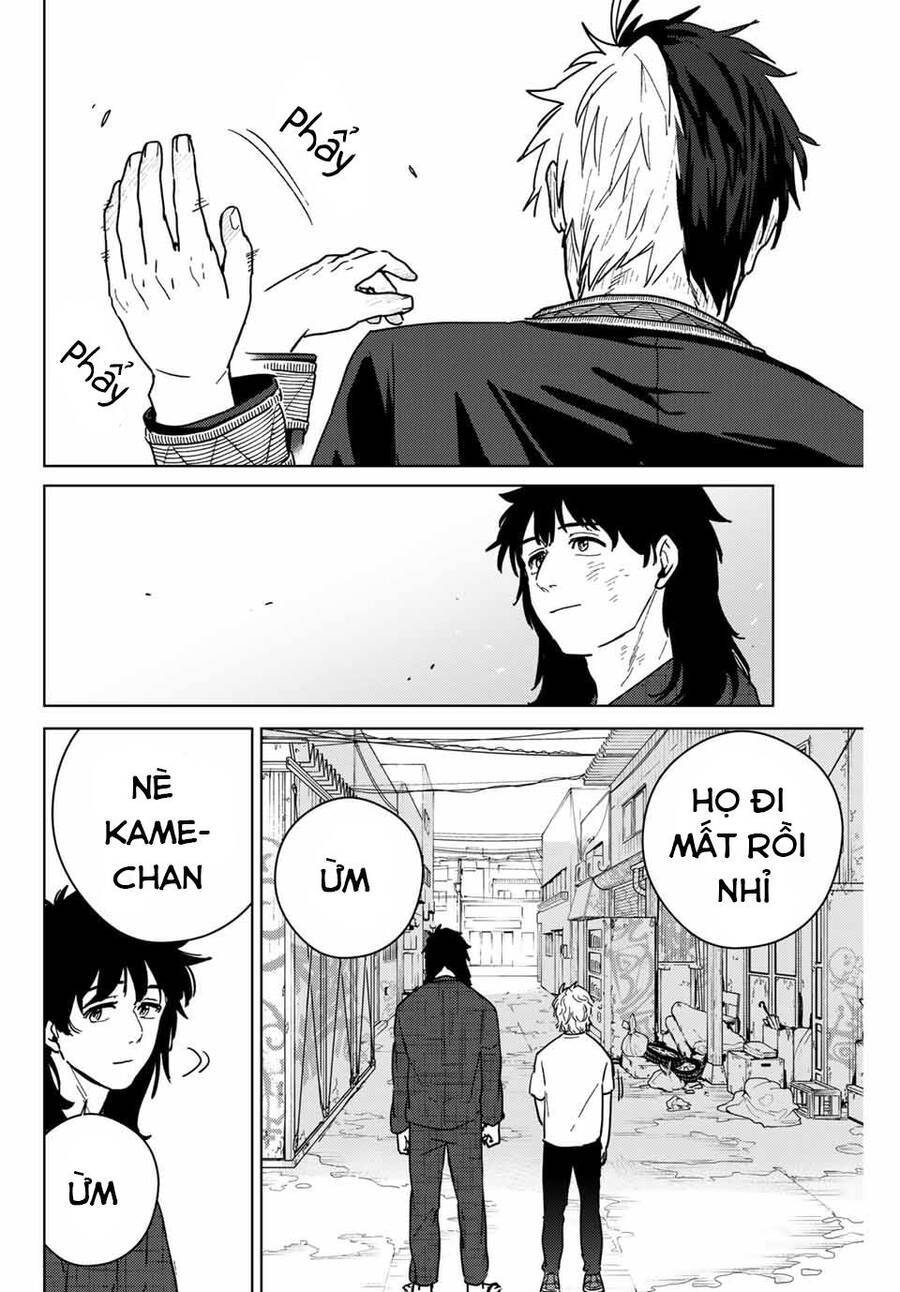 Phẩy
Phẩy
HỌ ĐI
MẤT RỒI
NHỈ
ỪM
NÈ
KAME-
CHAN
ỪM